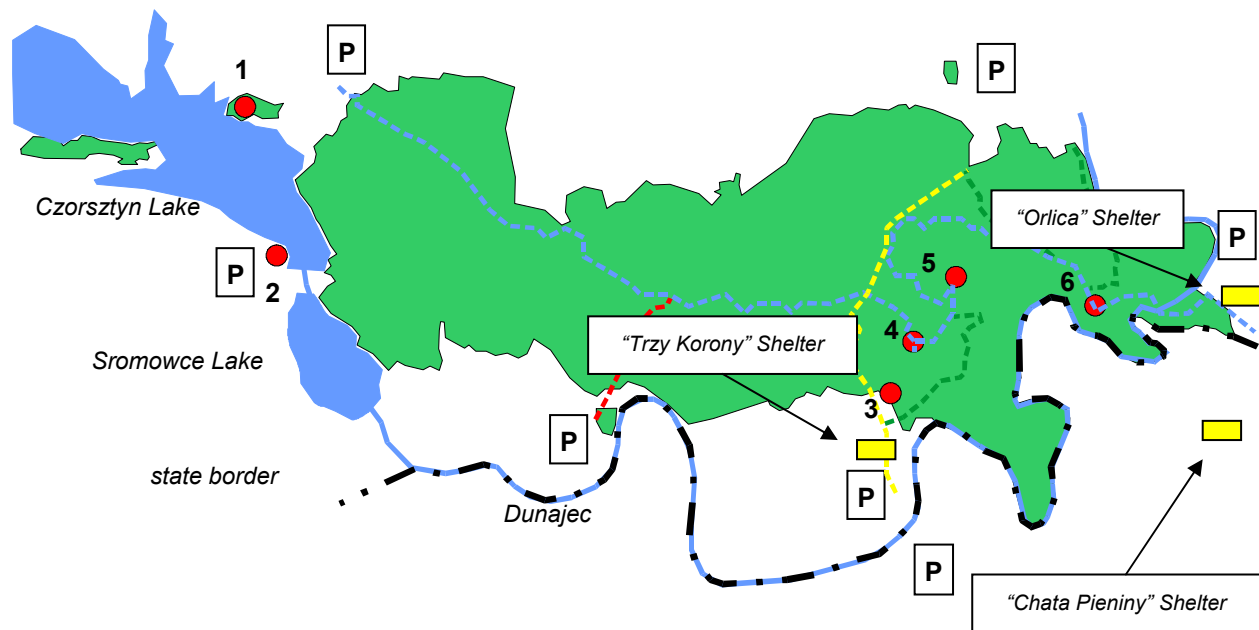 P
1
P
Czorsztyn Lake
P
2
“Orlica” Shelter
P
5
6
“Trzy Korony” Shelter
4
Sromowce Lake
3
P
state border
Dunajec
P
P
“Chata Pieniny” Shelter